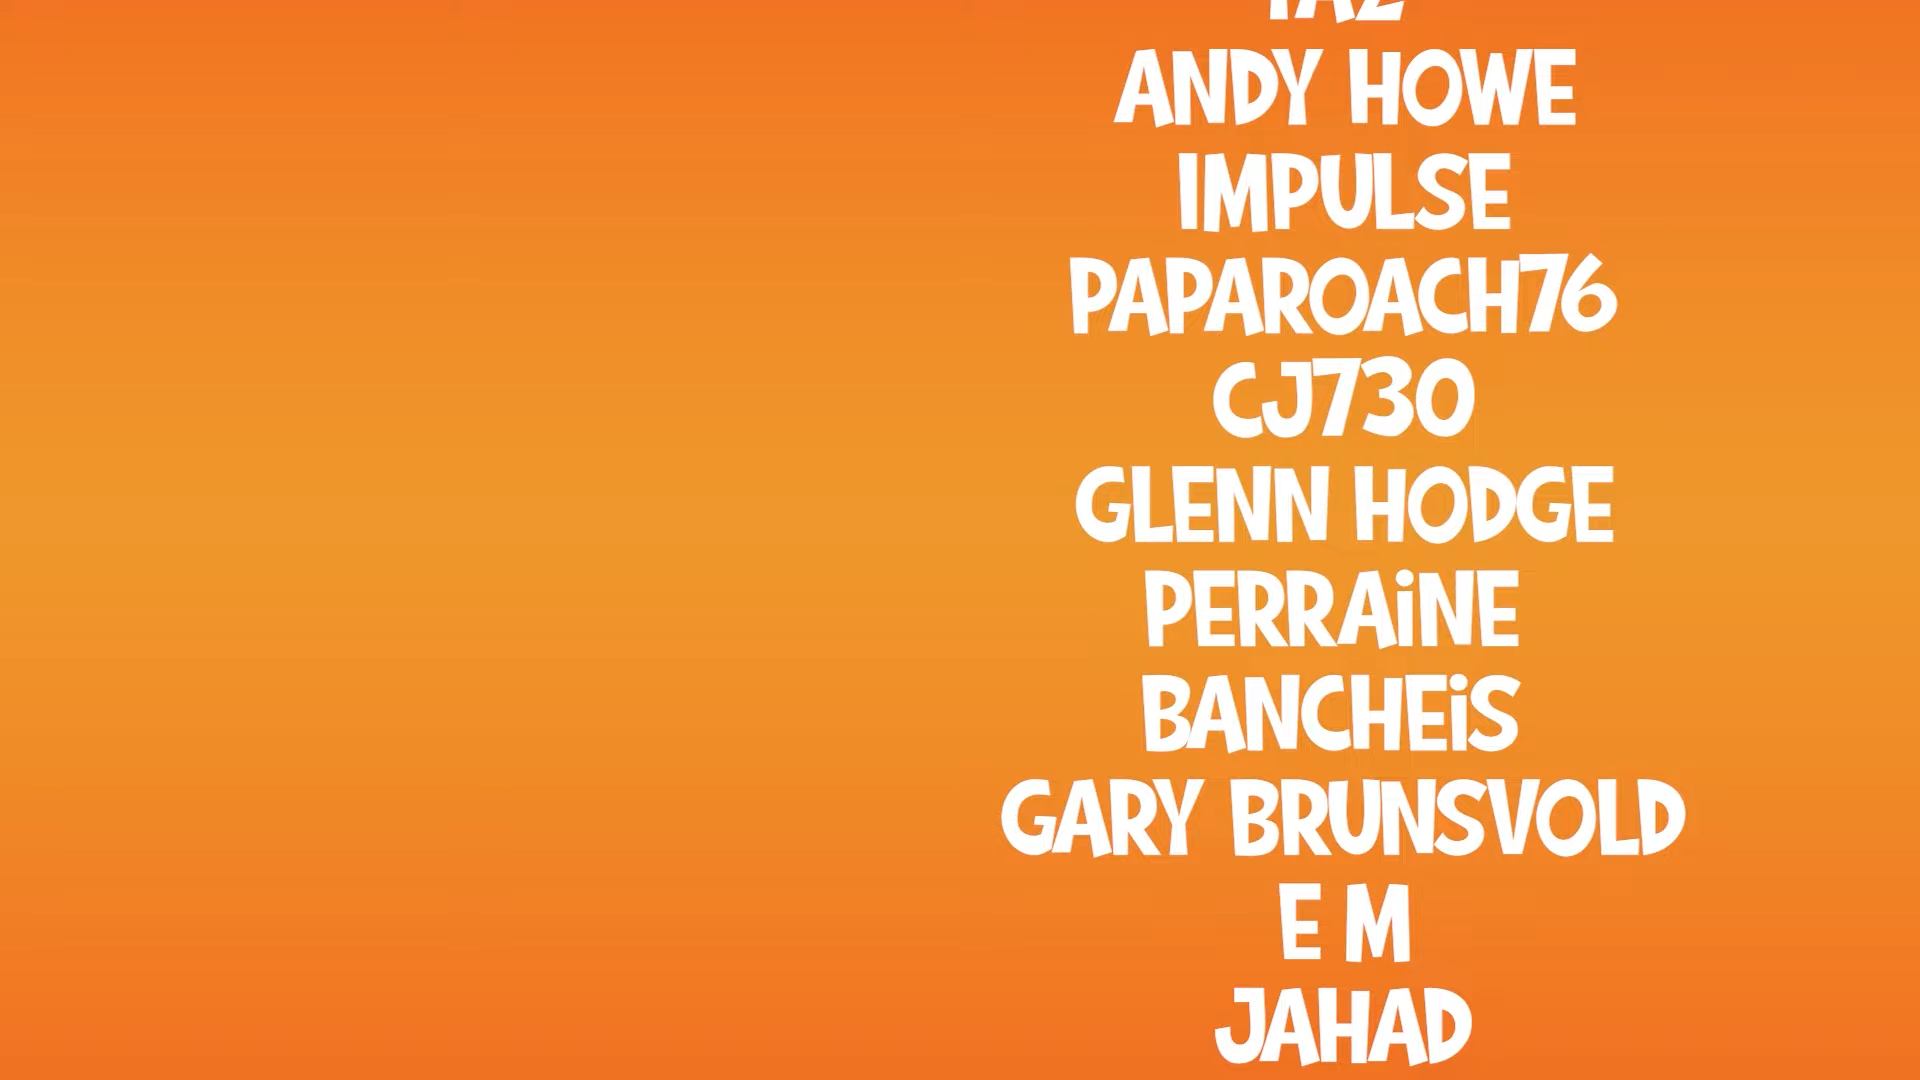 ANDY HOWE
IMPULSE
PAPAROACH76
CJ730
GLENN HODGE
PERRAiNE
BANCHEiS
GARY BRUNSVOLD
E M
JAHAD